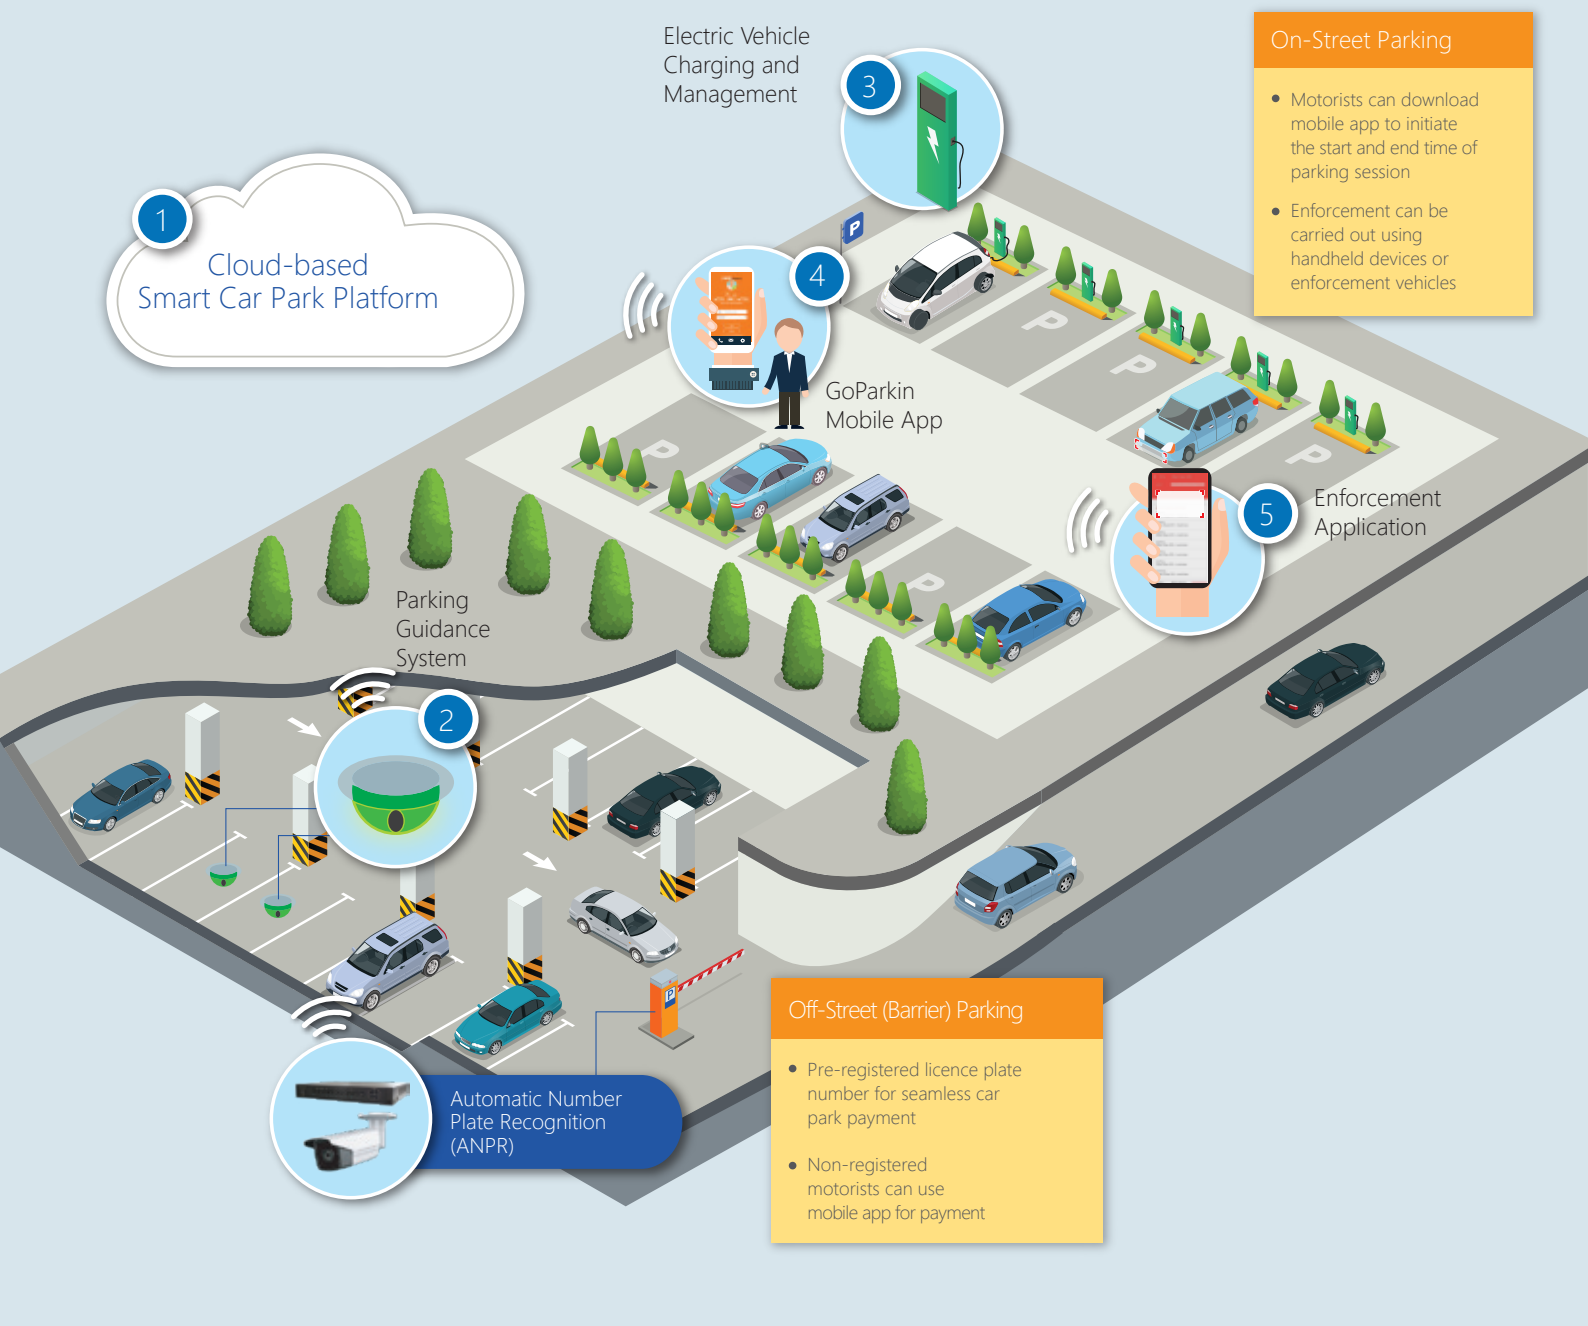 Electric Vehicle
Charging and
Management
3
On-Street Parking
• Motorists can download
mobile app to initiate
the start and end time of
parking session
• Enforcement can be
carried out using
handheld devices or
enforcement vehicles
1
Cloud-based
Smart Car Park Platform
P
4
GoParkin
Mobile App
P
P
P
P
P
5
Enforcement
Application
Parking
Guidance
System
2
P
Off-Street (Barrier) Parking
• Pre-registered licence plate
number for seamless car
park payment
• Non-registered
motorists can use
mobile app for payment
Automatic Number
Plate Recognition
(ANPR)